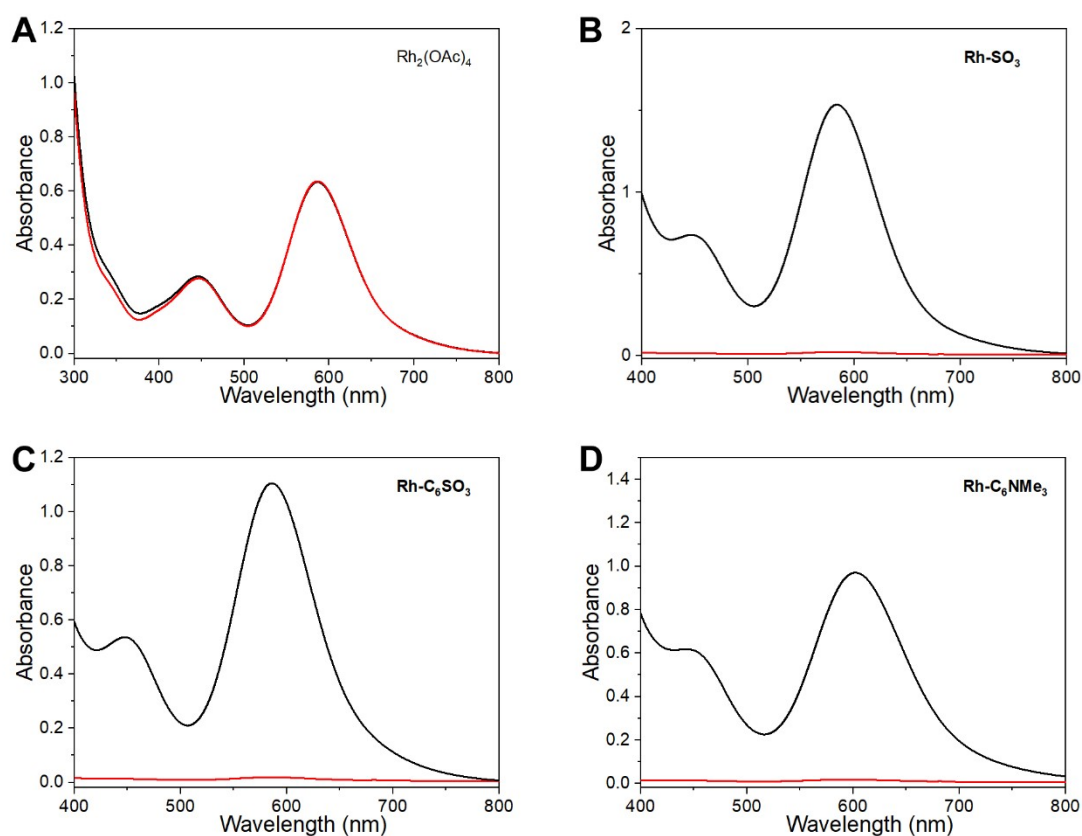 A
Rh₂(OAc)₄
1.2
1.0
0.8
0.6
0.4
0.2
0.0
Absorbance
300 400 500 600 700 800
Wavelength (nm)
B
Rh-SO₃
2
1
0
Absorbance
400 500 600 700 800
Wavelength (nm)
C
Rh-C₆SO₃
1.2
1.0
0.8
0.6
0.4
0.2
0.0
Absorbance
400 500 600 700 800
Wavelength (nm)
D
Rh-C₆NMe₃
1.4
1.2
1.0
0.8
0.6
0.4
0.2
0.0
Absorbance
400 500 600 700 800
Wavelength (nm)